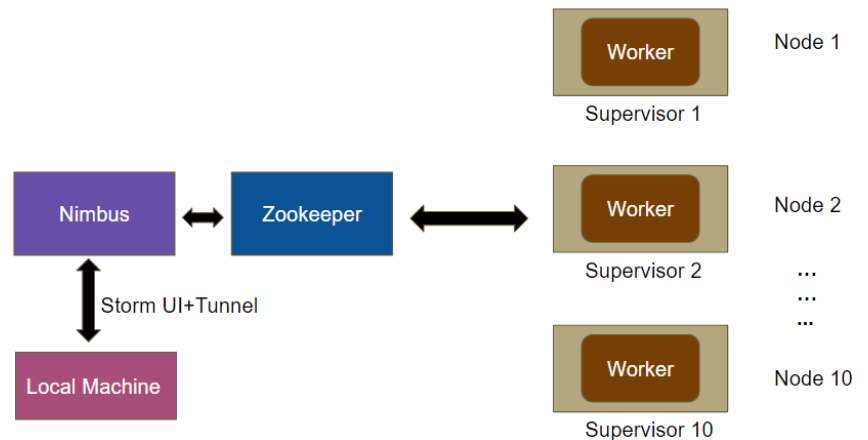 Worker
Node 1
Supervisor 1
Nimbus
Zookeeper
Worker
Node 2
Supervisor 2
...
...
...
Storm UI+Tunnel
Local Machine
Worker
Node 10
Supervisor 10